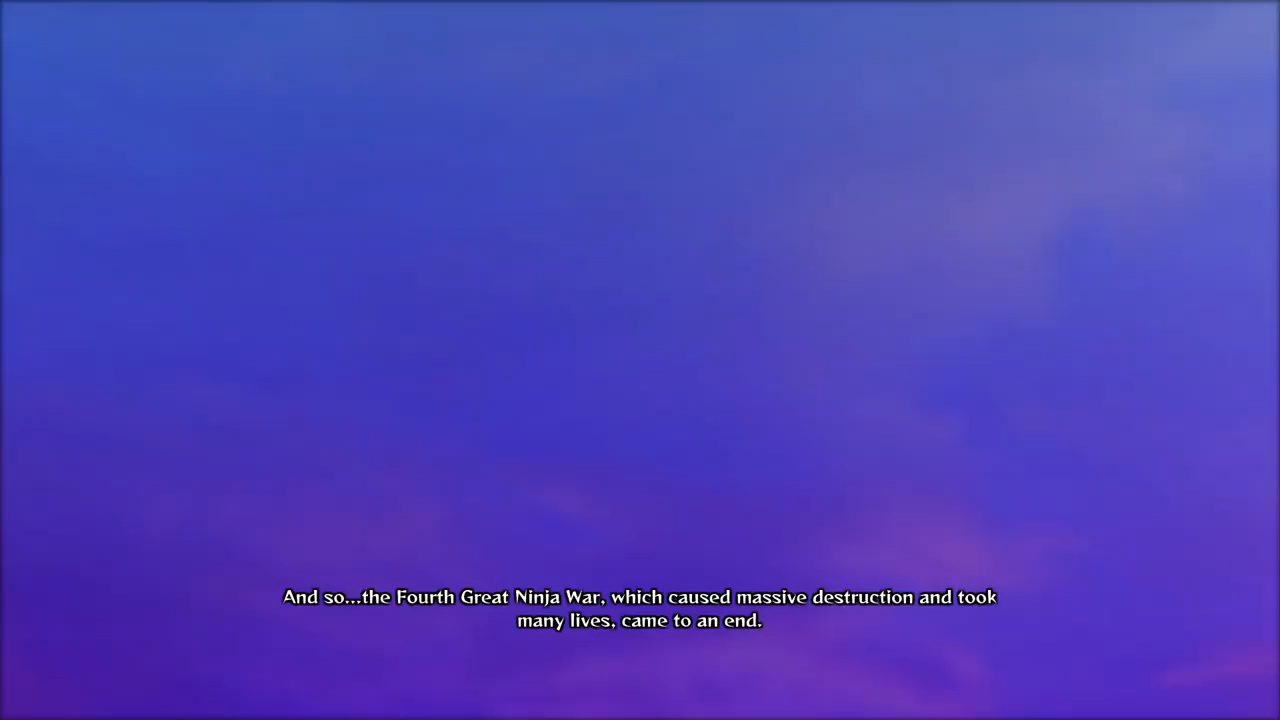 And so...the Fourth Great Ninja War, which caused massive destruction and took
many lives, came to an end.